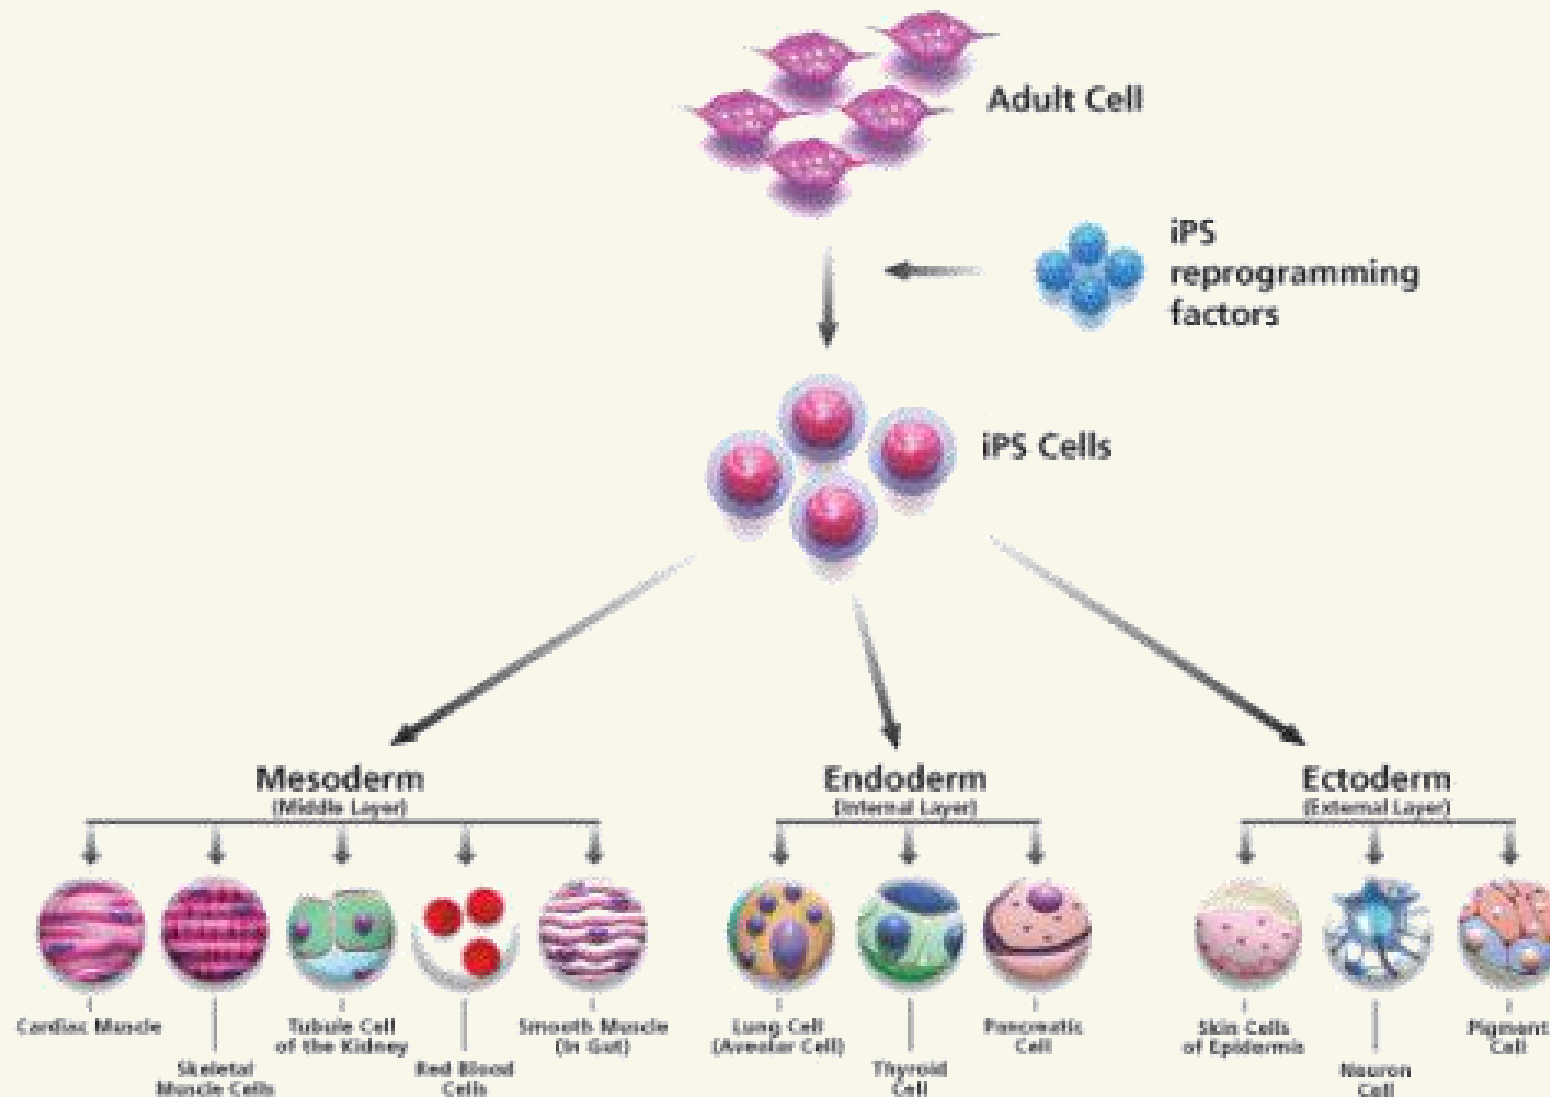 Adult Cell
iPS
reprogramming
factors
iPS Cells
Mesoderm
(Middle Layer)
Endoderm
(Internal Layer)
Ectoderm
(External Layer)
Cardiac Muscle
Skeletal
Muscle Cells
Tubule Cell
of the Kidney
Red Blood
Cells
Smooth Muscle
(In Gut)
Lung Cell
(Aveolar Cell)
Thyroid
Cell
Pancreatic
Cell
Skin Cells
of Epidermis
Neuron
Cell
Pigment
Cell